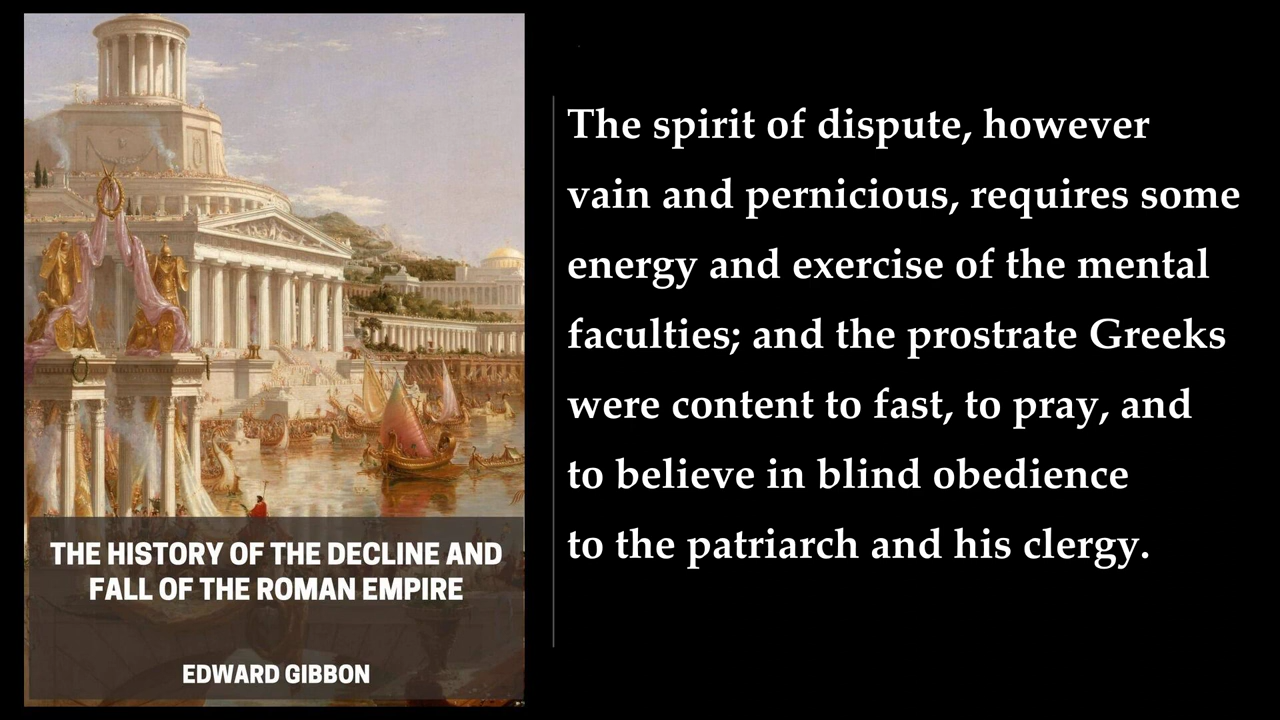 THE HISTORY OF THE DECLINE AND
FALL OF THE ROMAN EMPIRE
EDWARD GIBBON
The spirit of dispute, however
vain and pernicious, requires some
energy and exercise of the mental
faculties; and the prostrate Greeks
were content to fast, to pray, and
to believe in blind obedience
to the patriarch and his clergy.